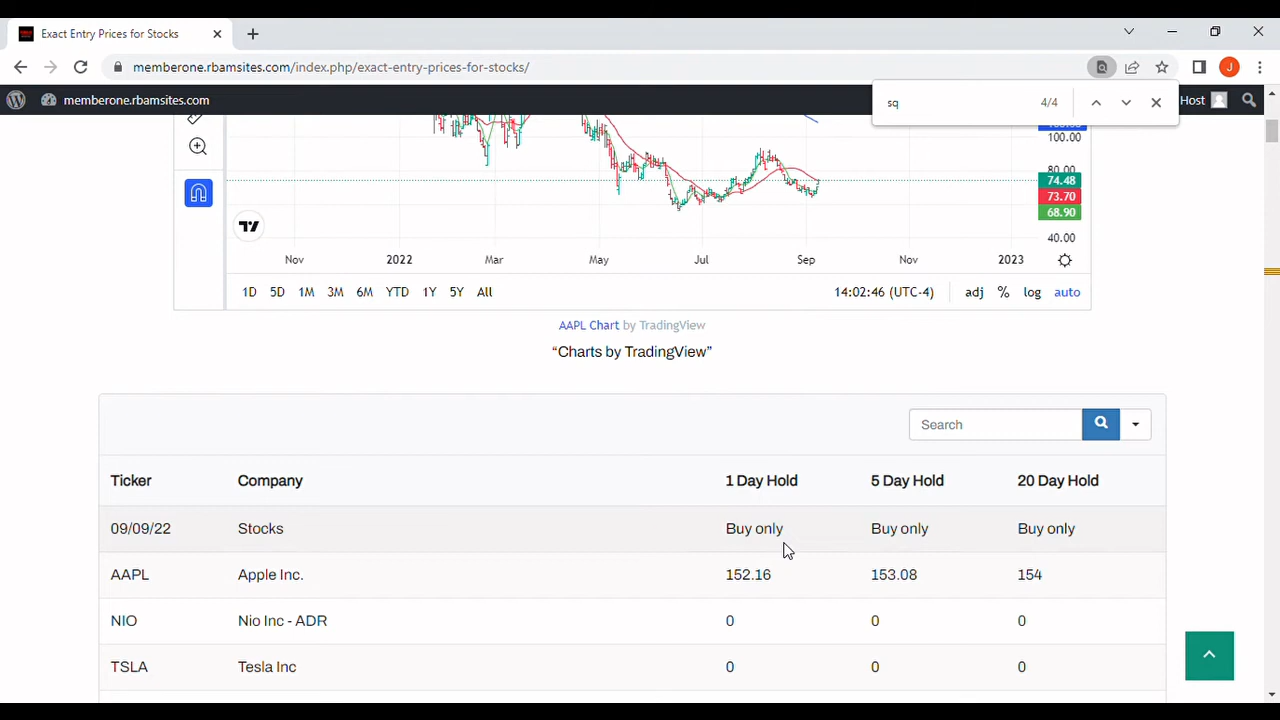 Exact Entry Prices for Stocks
memberone.rbamsites.com/index.php/exact-entry-prices-for-stocks/
J
memberone.rbamsites.com
sq 4/4
Host
100.00
80.00
74.48
73.70
68.90
40.00
Nov 2022 Mar May Jul Sep Nov 2023
1D 5D 1M 3M 6M YTD 1Y 5Y All 14:02:46 (UTC-4) adj % log auto
AAPL Chart by TradingView
“Charts by TradingView”
Search
Ticker Company 1 Day Hold 5 Day Hold 20 Day Hold
09/09/22 Stocks Buy only Buy only Buy only
AAPL Apple Inc. 152.16 153.08 154
NIO Nio Inc - ADR 0 0 0
TSLA Tesla Inc 0 0 0